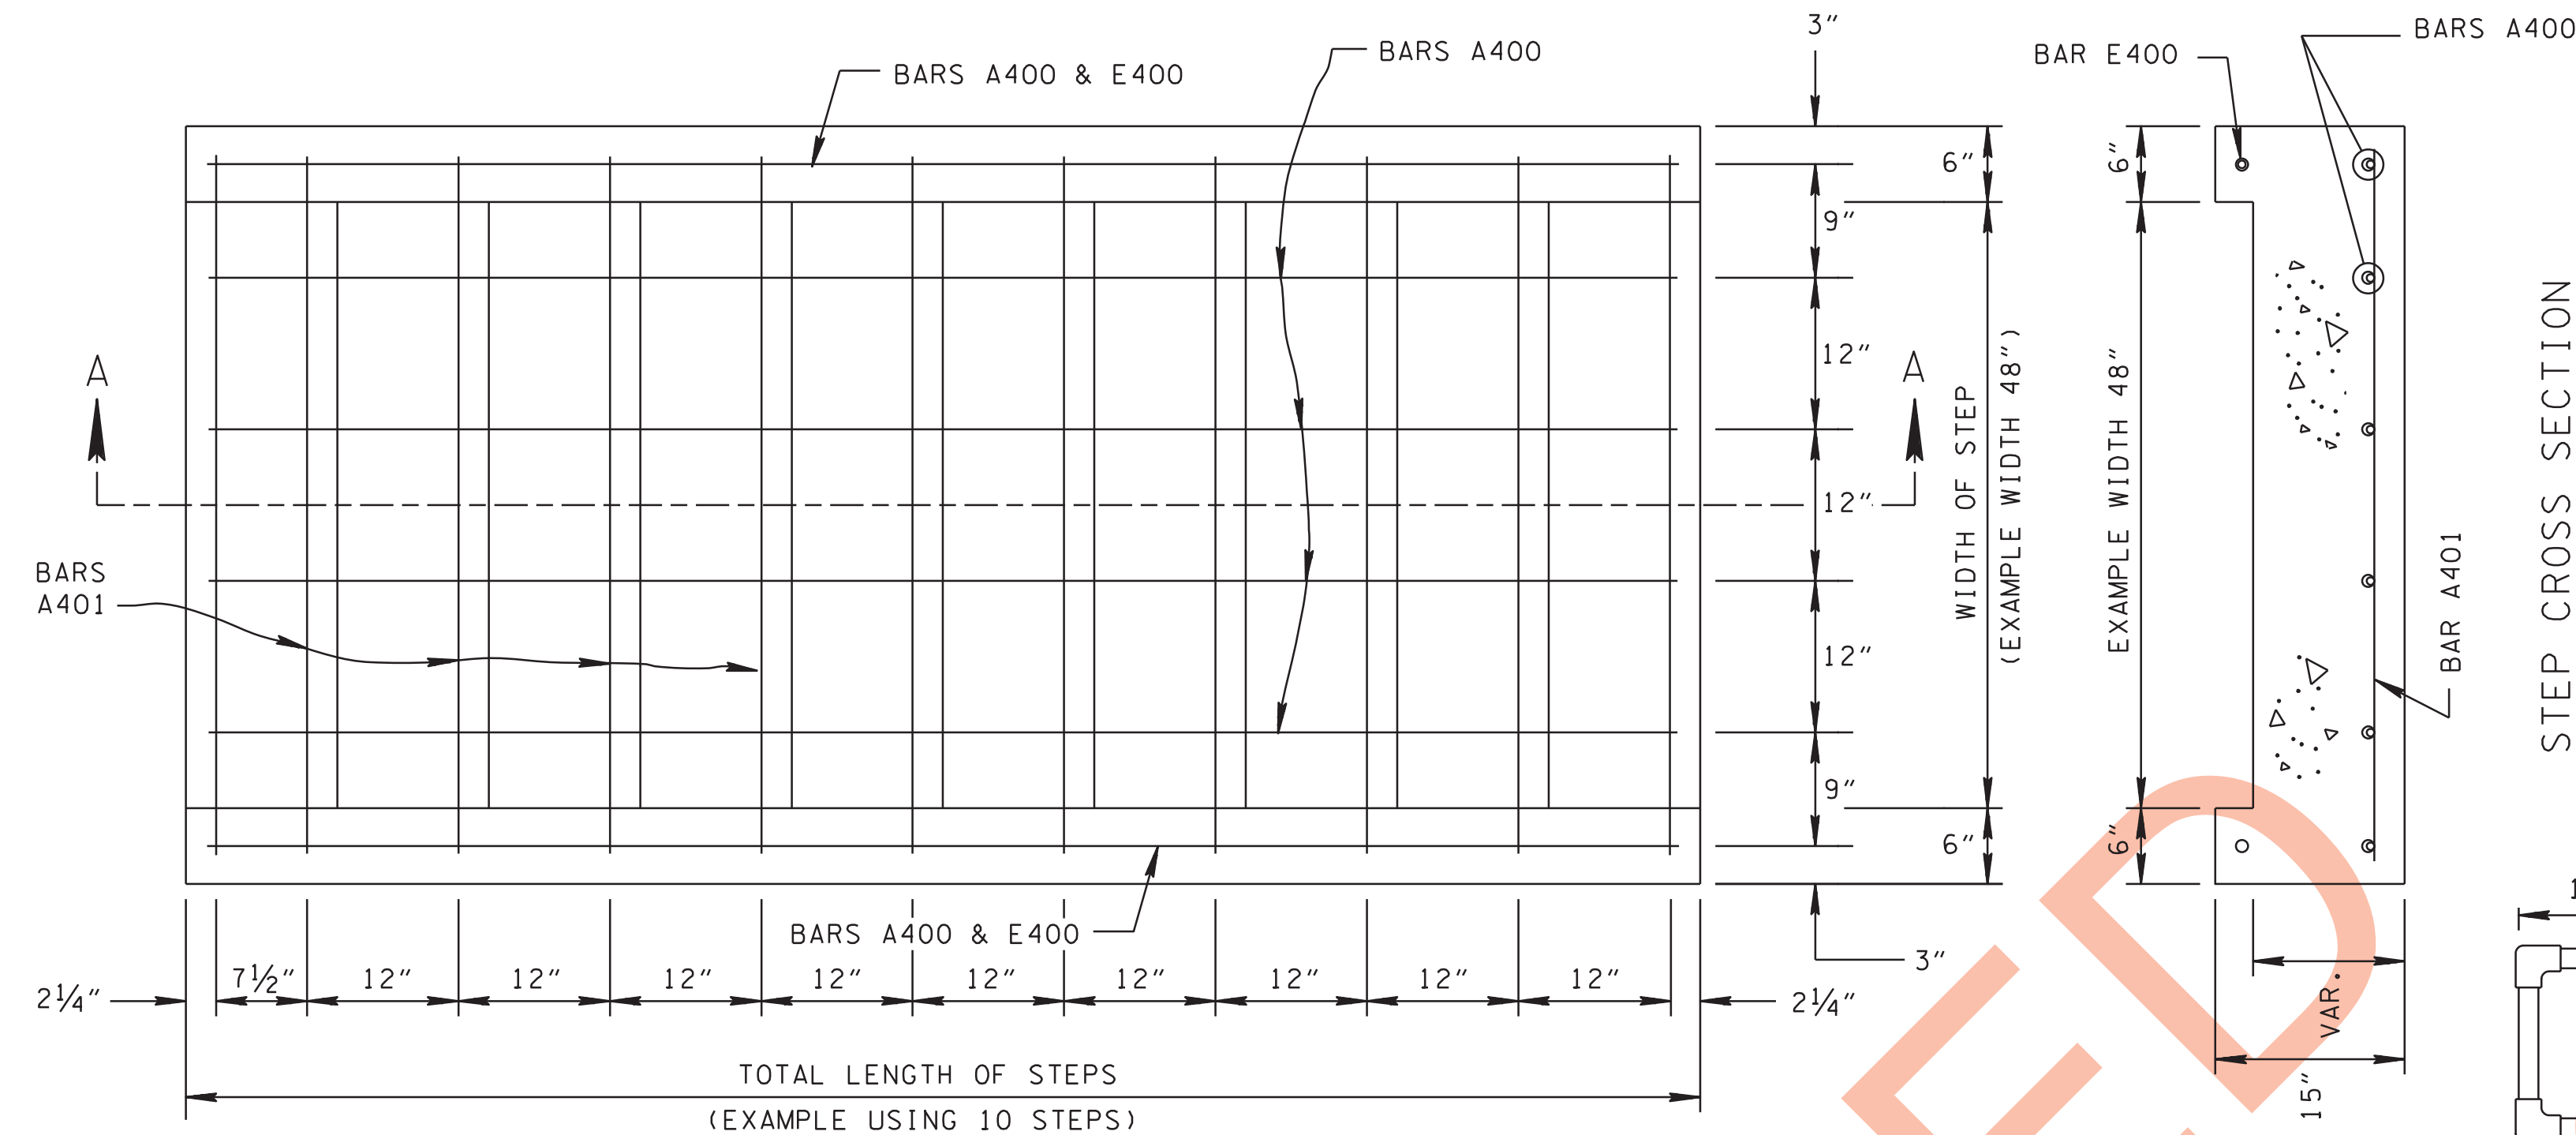 BARS A400 & E400
BARS A400
3"
BAR E400
BARS A400
6"
9"
12"
12"
12"
9"
6"
3"
A
A
BARS
A401
WIDTH OF STEP
(EXAMPLE WIDTH 48")
6"
EXAMPLE WIDTH 48"
6"
BAR A401
STEP CROSS SECTION
BARS A400 & E400
2¼"
7½"
12"
12"
12"
12"
12"
12"
12"
12"
12"
2¼"
VAR.
15"
TOTAL LENGTH OF STEPS
(EXAMPLE USING 10 STEPS)
ED